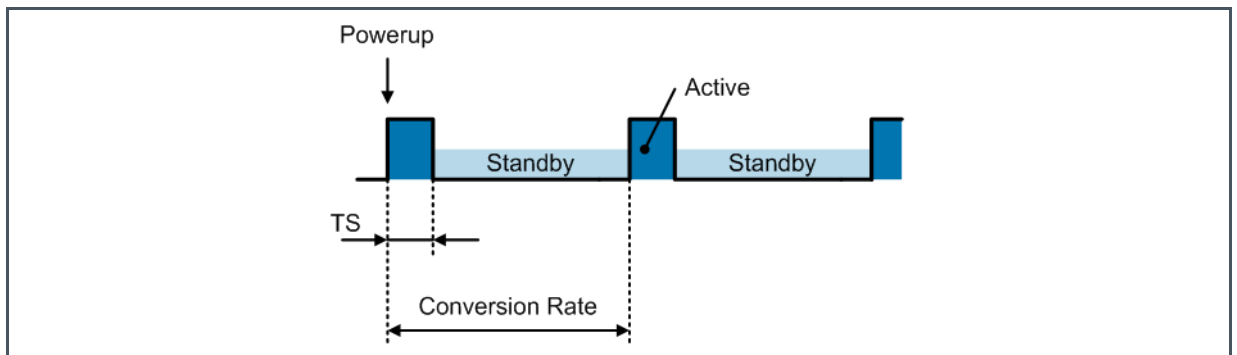 Powerup
Active
Standby
Standby
TS
Conversion Rate